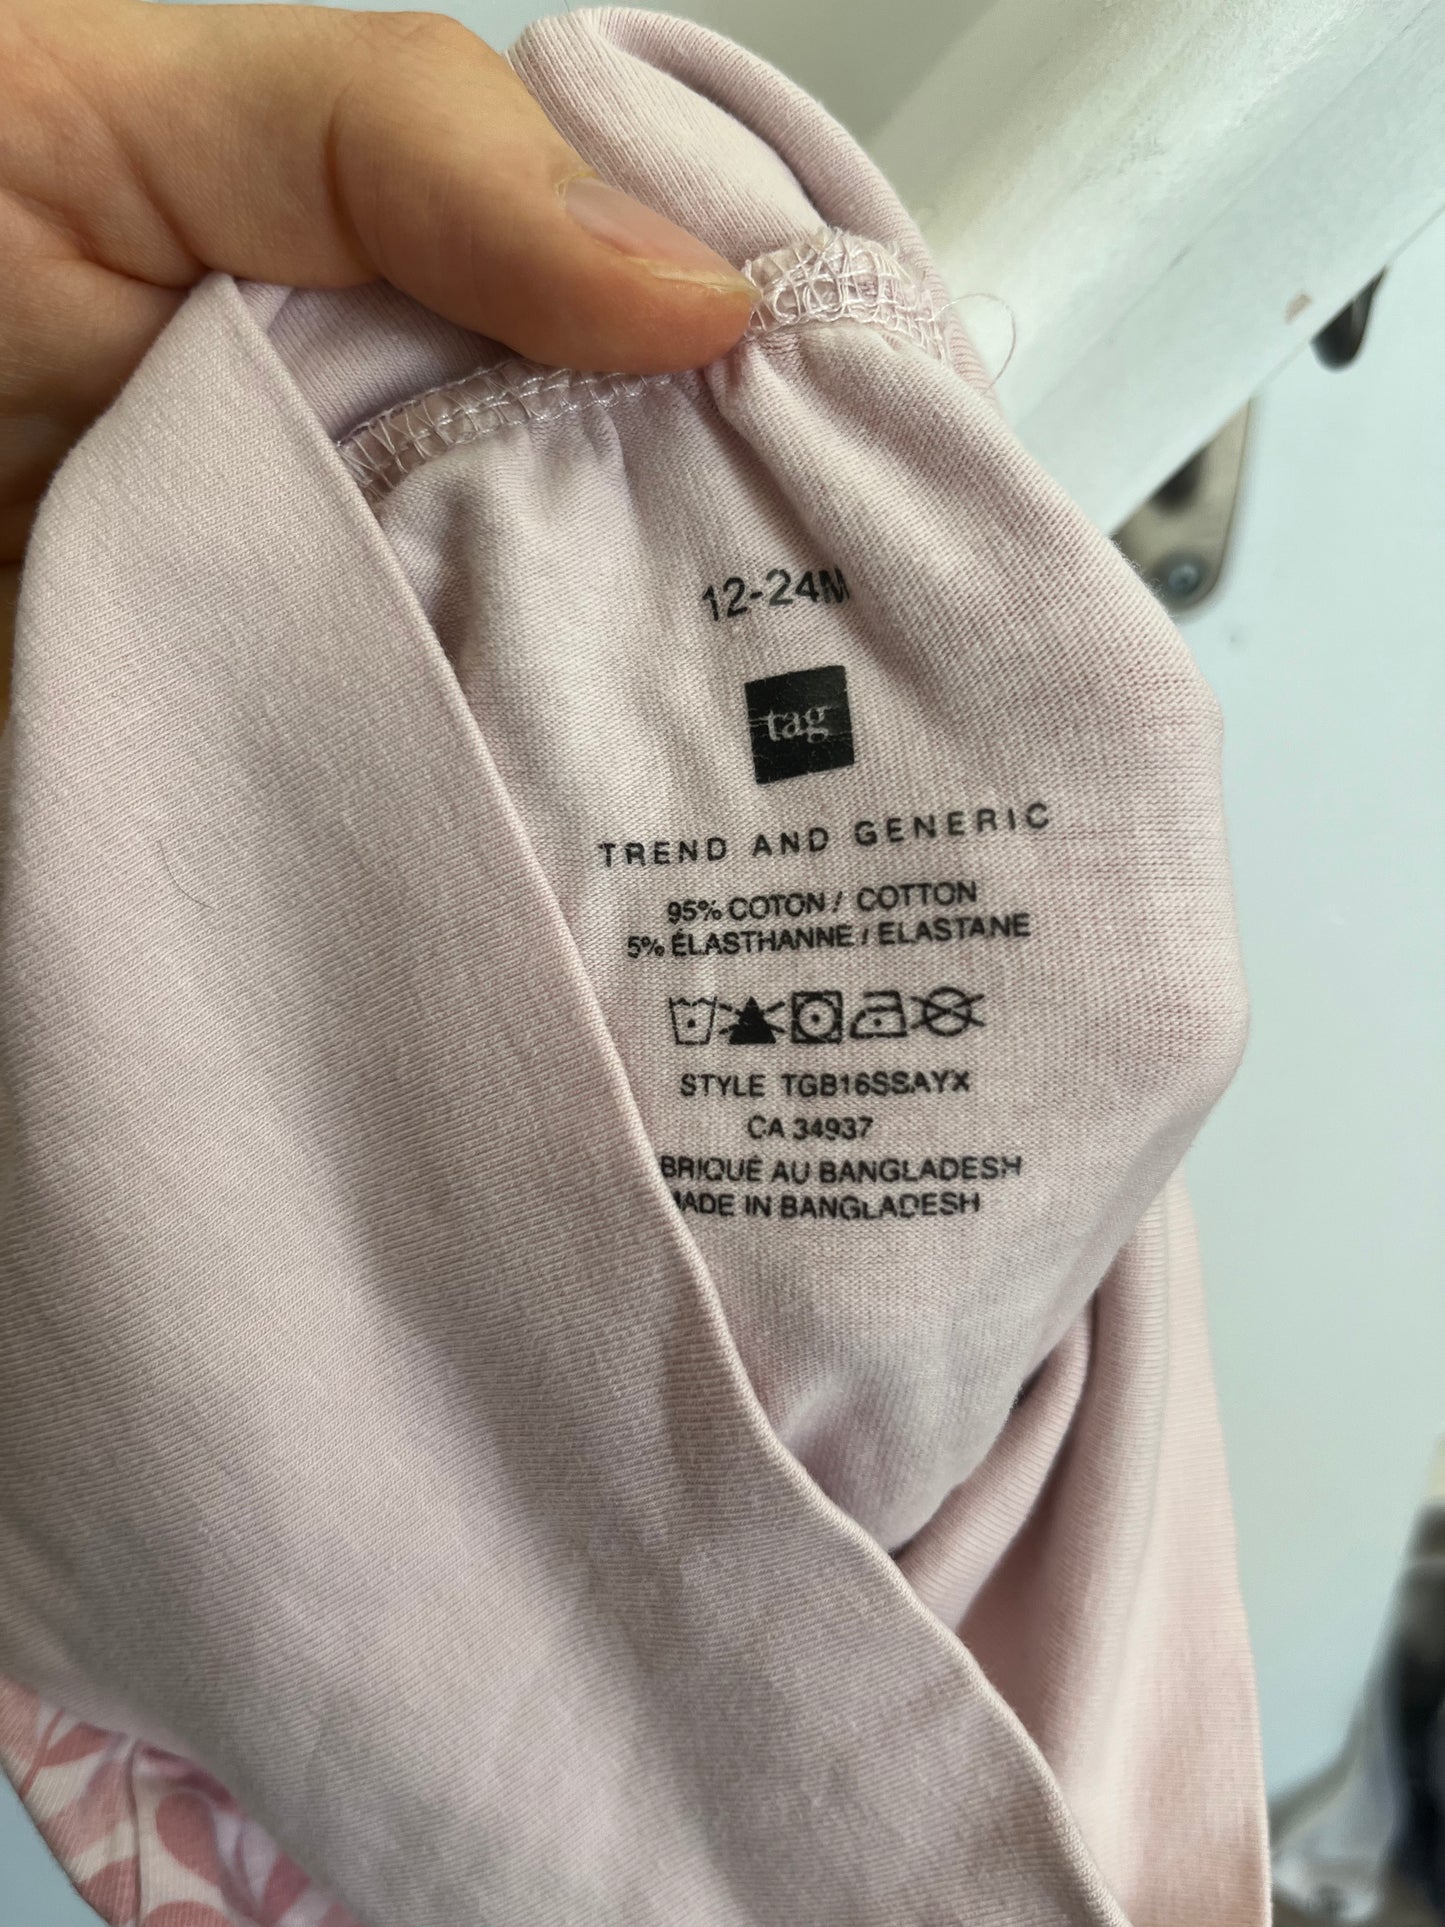 12-24M
tag
TREND AND GENERIC
95% COTON / COTTON
5% ÉLASTHANNE / ELASTANE
STYLE TGB16SSAYX
CA 34937
BRIQUÉ AU BANGLADESH
MADE IN BANGLADESH